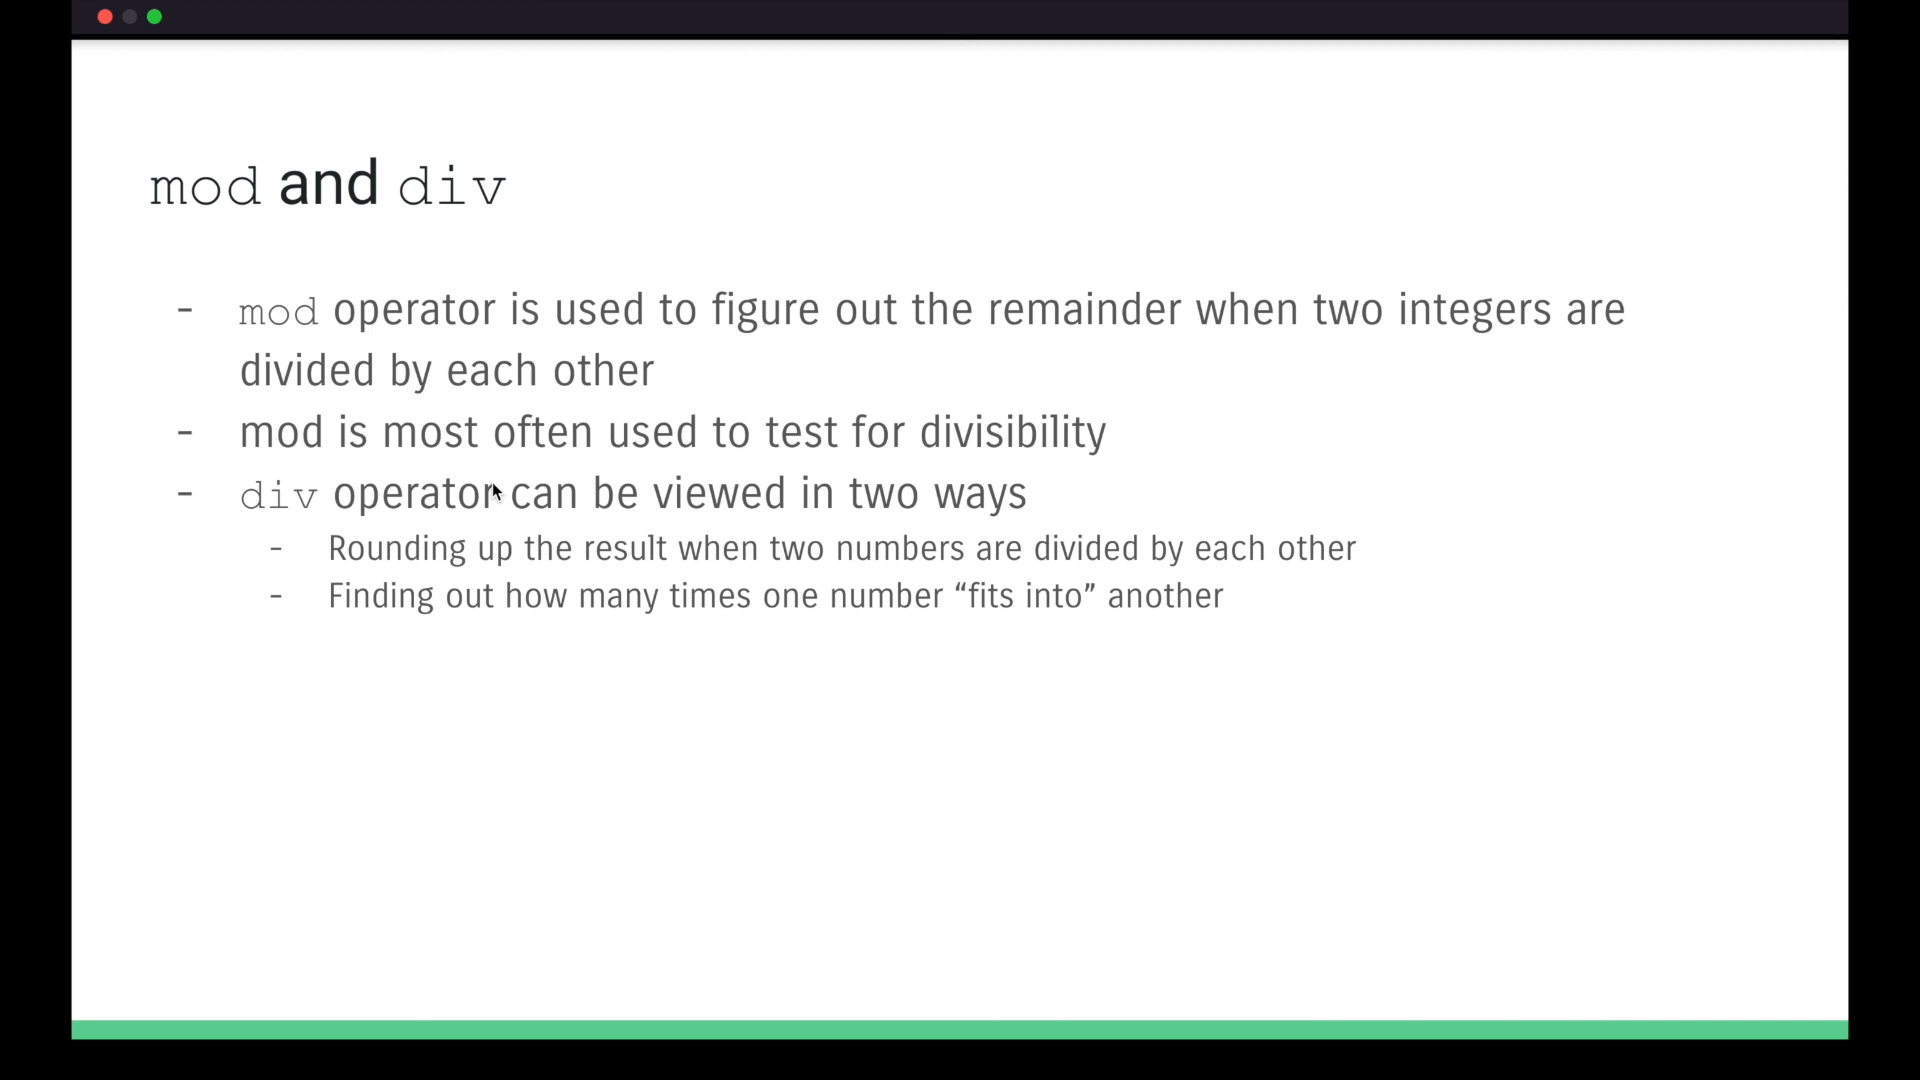 mod and div
- mod operator is used to figure out the remainder when two integers are
divided by each other
- mod is most often used to test for divisibility
- div operator can be viewed in two ways
- Rounding up the result when two numbers are divided by each other
- Finding out how many times one number “fits into” another